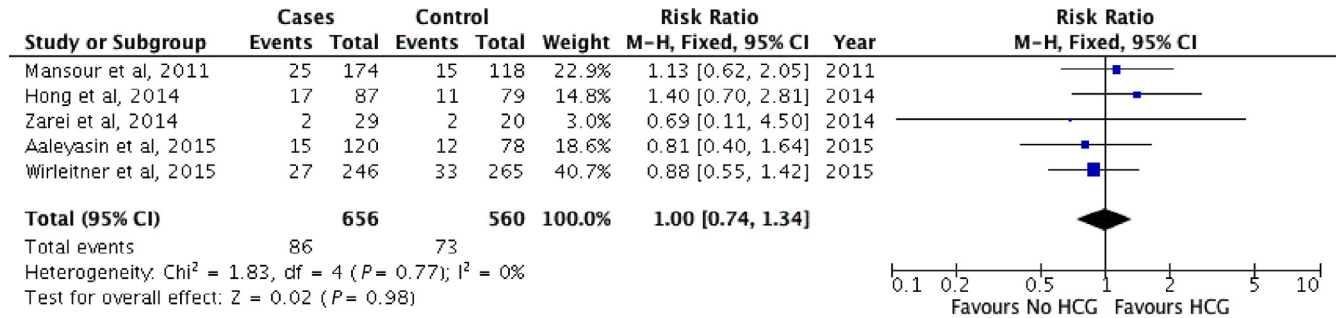 Cases Control Risk Ratio Risk Ratio
Study or Subgroup Events Total Events Total Weight M-H, Fixed, 95% CI Year M-H, Fixed, 95% CI
Mansour et al, 2011 25 174 15 118 22.9% 1.13 [0.62, 2.05] 2011
Hong et al, 2014 17 87 11 79 14.8% 1.40 [0.70, 2.81] 2014
Zarei et al, 2014 2 29 2 20 3.0% 0.69 [0.11, 4.50] 2014
Aaleyasin et al, 2015 15 120 12 78 18.6% 0.81 [0.40, 1.64] 2015
Wirleitner et al, 2015 27 246 33 265 40.7% 0.88 [0.55, 1.42] 2015
Total (95% CI) 656 560 100.0% 1.00 [0.74, 1.34]
Total events 86 73
Heterogeneity: Chi² = 1.83, df = 4 (P = 0.77); I² = 0%
Test for overall effect: Z = 0.02 (P = 0.98)
0.1 0.2 0.5 1 2 5 10
Favours No HCG Favours HCG